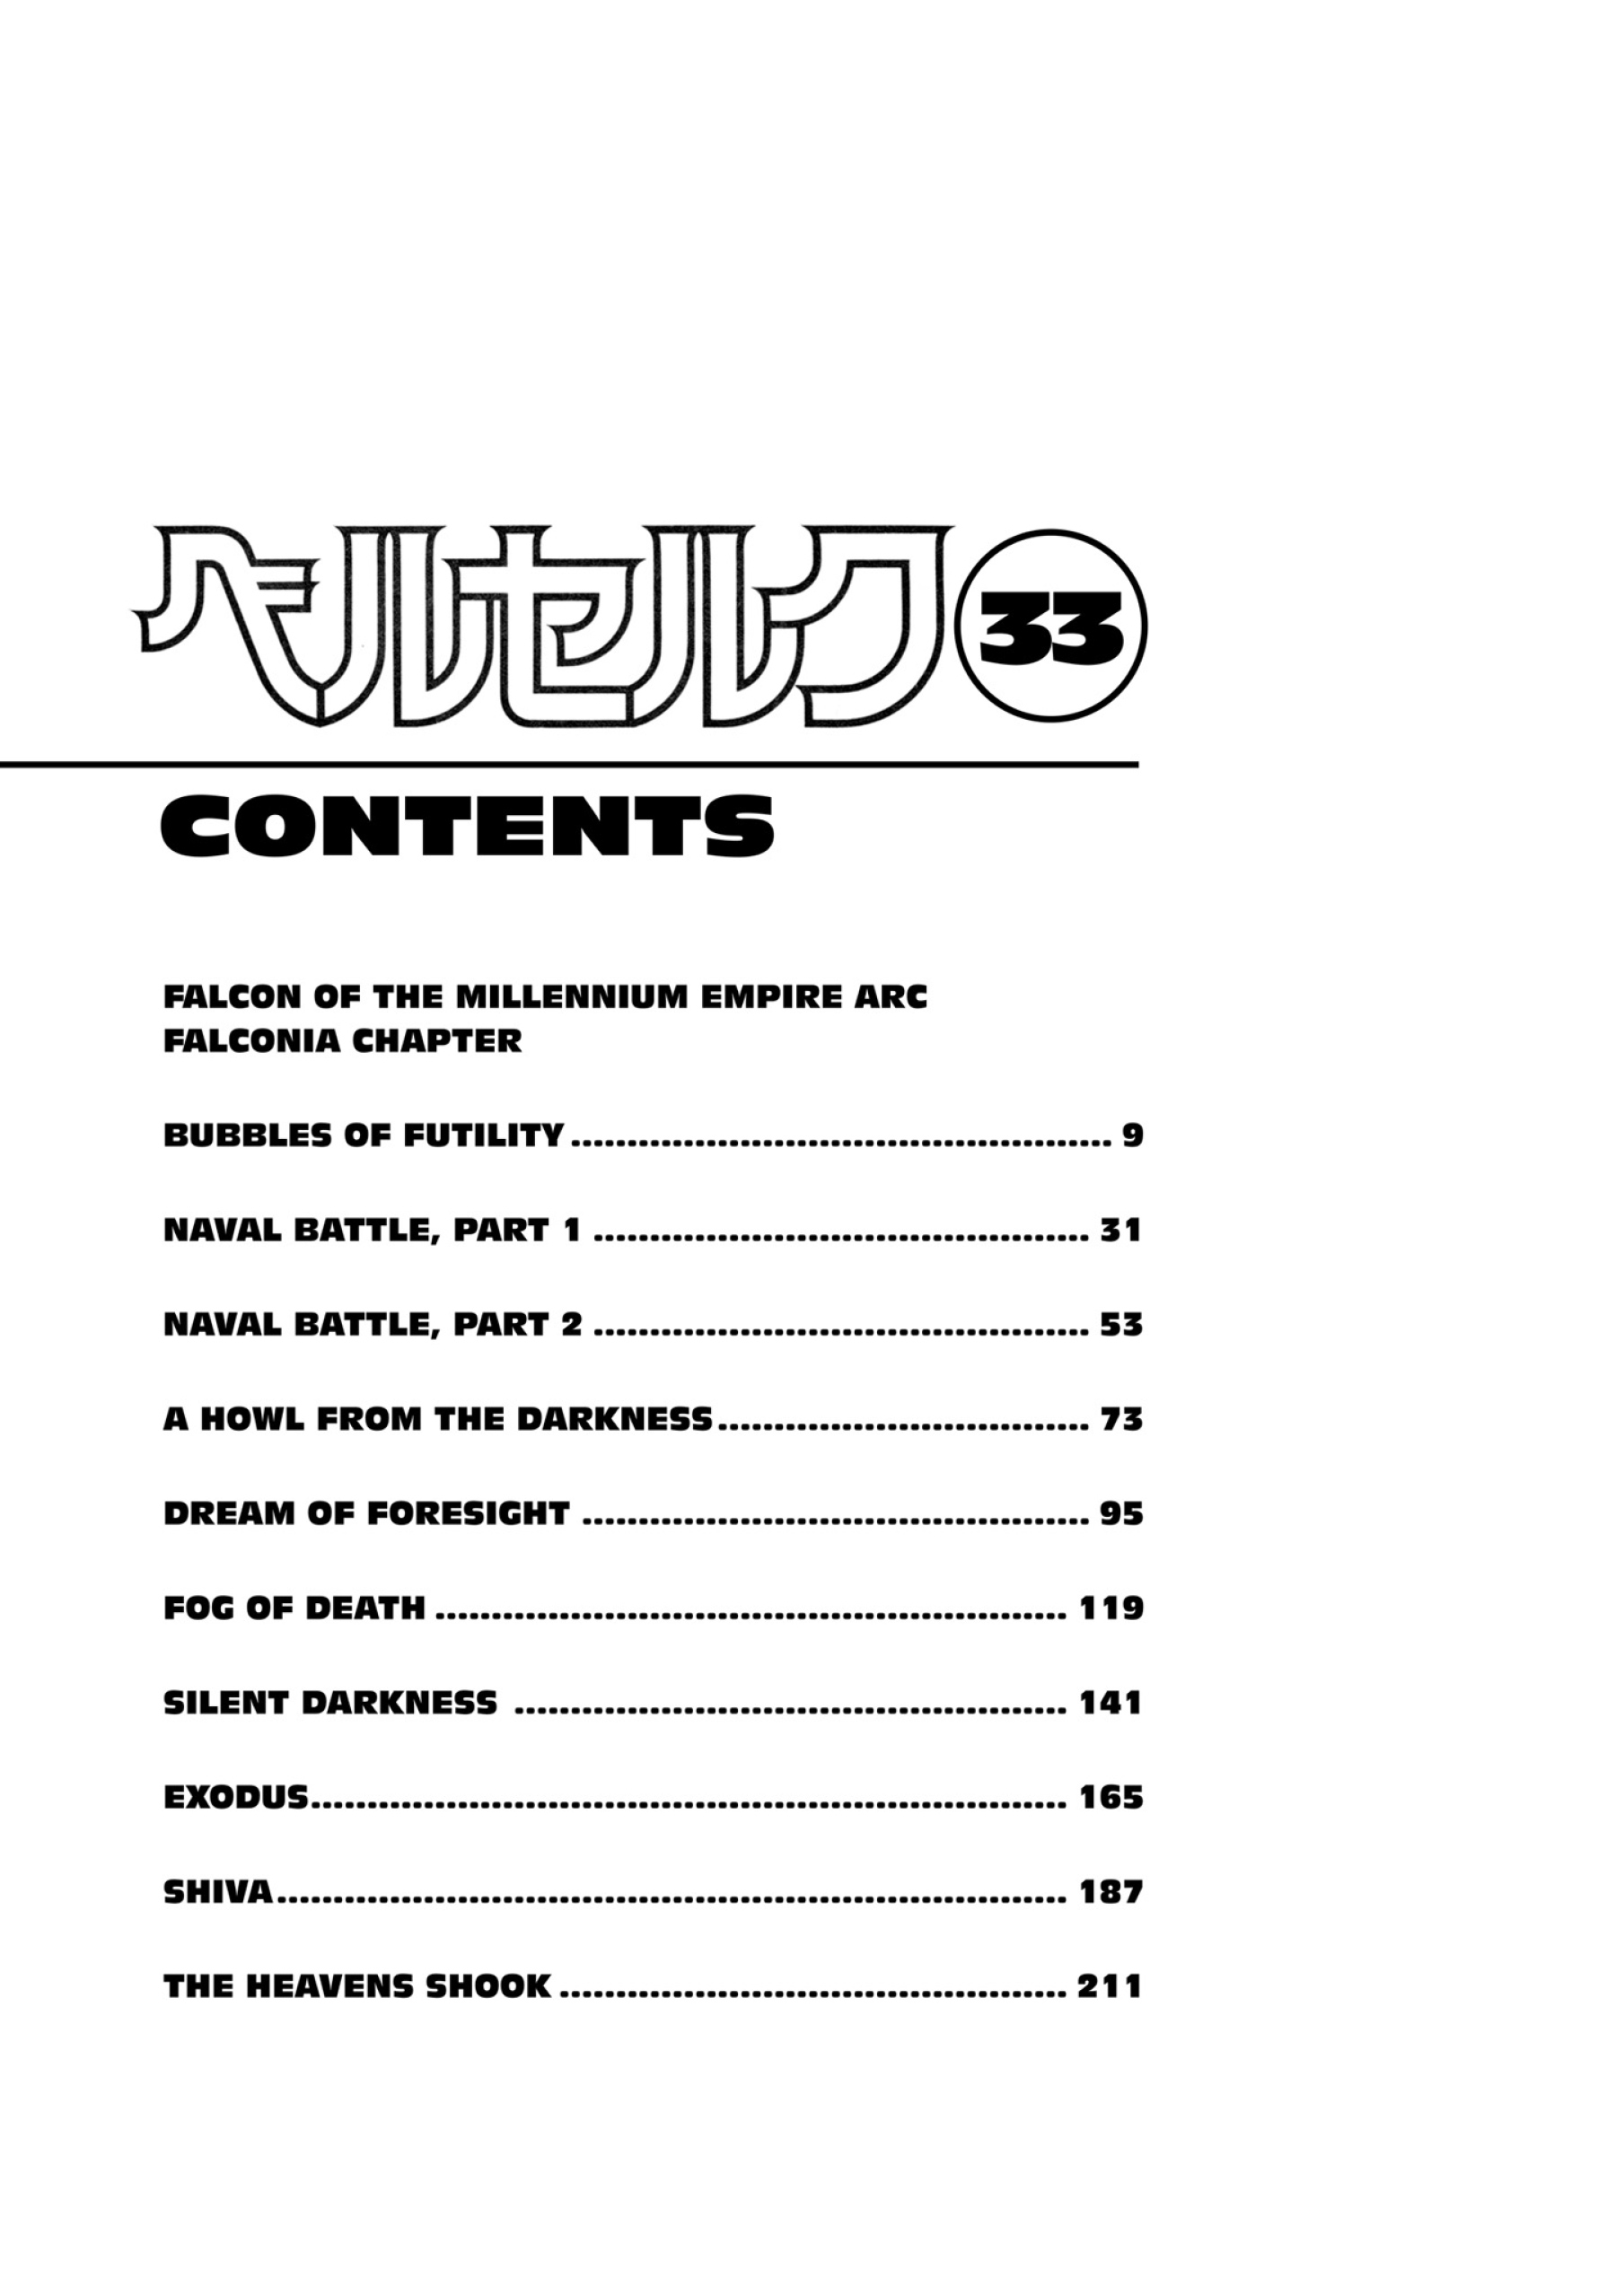 ベルセルク 33
CONTENTS
FALCON OF THE MILLENNIUM EMPIRE ARC
FALCONIA CHAPTER
BUBBLES OF FUTILITY................................................ 9
NAVAL BATTLE, PART 1 ............................................ 31
NAVAL BATTLE, PART 2 ............................................ 53
A HOWL FROM THE DARKNESS................................. 73
DREAM OF FORESIGHT ............................................. 95
FOG OF DEATH ........................................................ 119
SILENT DARKNESS ................................................. 141
EXODUS................................................................... 165
SHIVA...................................................................... 187
THE HEAVENS SHOOK ............................................. 211